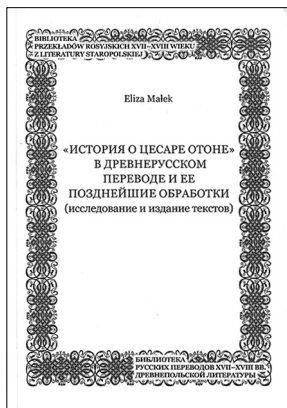 BIBLIOTEKA
PRZEKŁADÓW ROSYJSKICH XVII–XVIII WIEKU
Z LITERATURY STAROPOLSKIEJ
Eliza Małek
«ИСТОРИЯ О ЦЕСАРЕ ОТОНЕ»
В ДРЕВНЕРУССКОМ
ПЕРЕВОДЕ И ЕЕ
ПОЗДНЕЙШИЕ ОБРАБОТКИ
(исследование и издание текстов)
БИБЛИОТЕКА
РУССКИХ ПЕРЕВОДОВ XVII–XVIII ВВ.
ДРЕВНЕПОЛЬСКОЙ ЛИТЕРАТУРЫ